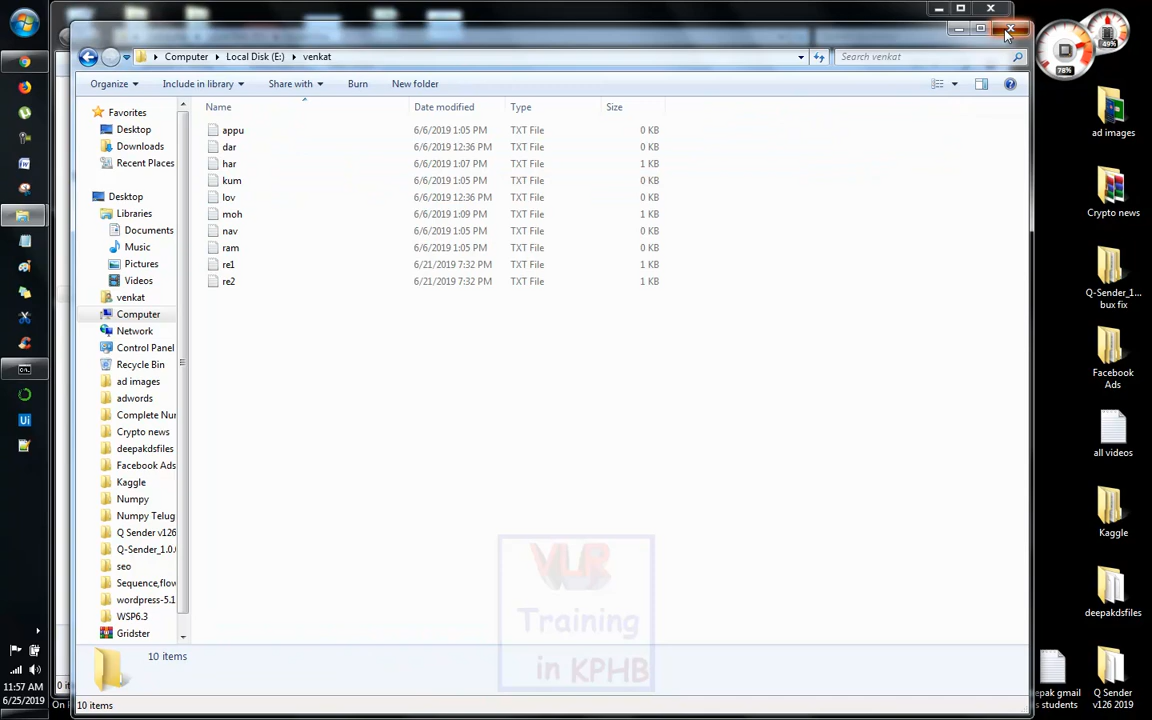 Computer Local Disk (E:) venkat
Search venkat
Organize Include in library Share with Burn New folder
Name Date modified Type Size
appu 6/6/2019 1:05 PM TXT File 0 KB
dar 6/6/2019 12:36 PM TXT File 0 KB
har 6/6/2019 1:07 PM TXT File 1 KB
kum 6/6/2019 1:05 PM TXT File 0 KB
lov 6/6/2019 12:36 PM TXT File 0 KB
moh 6/6/2019 1:09 PM TXT File 1 KB
nav 6/6/2019 1:05 PM TXT File 0 KB
ram 6/6/2019 1:05 PM TXT File 0 KB
re1 6/21/2019 7:32 PM TXT File 1 KB
re2 6/21/2019 7:32 PM TXT File 1 KB
Favorites
Desktop
Downloads
Recent Places
Desktop
Libraries
Documents
Music
Pictures
Videos
venkat
Computer
Network
Control Panel
Recycle Bin
ad images
adwords
Complete Nu
Crypto news
deepakdsfiles
Facebook Ads
Kaggle
Numpy
Numpy Telug
Q Sender v126
Q-Sender_1.0.
seo
Sequence,flow
wordpress-5.1
WSP6.3
Gridster
10 items
10 items
VLR
Training
in KPHB
49%
78%
ad images
Crypto news
Q-Sender_1...
bux fix
Facebook
Ads
all videos
Kaggle
deepakdsfiles
epak gmail
s students
Q Sender
v126 2019
Ui
11:57 AM
6/25/2019
0 it
On l